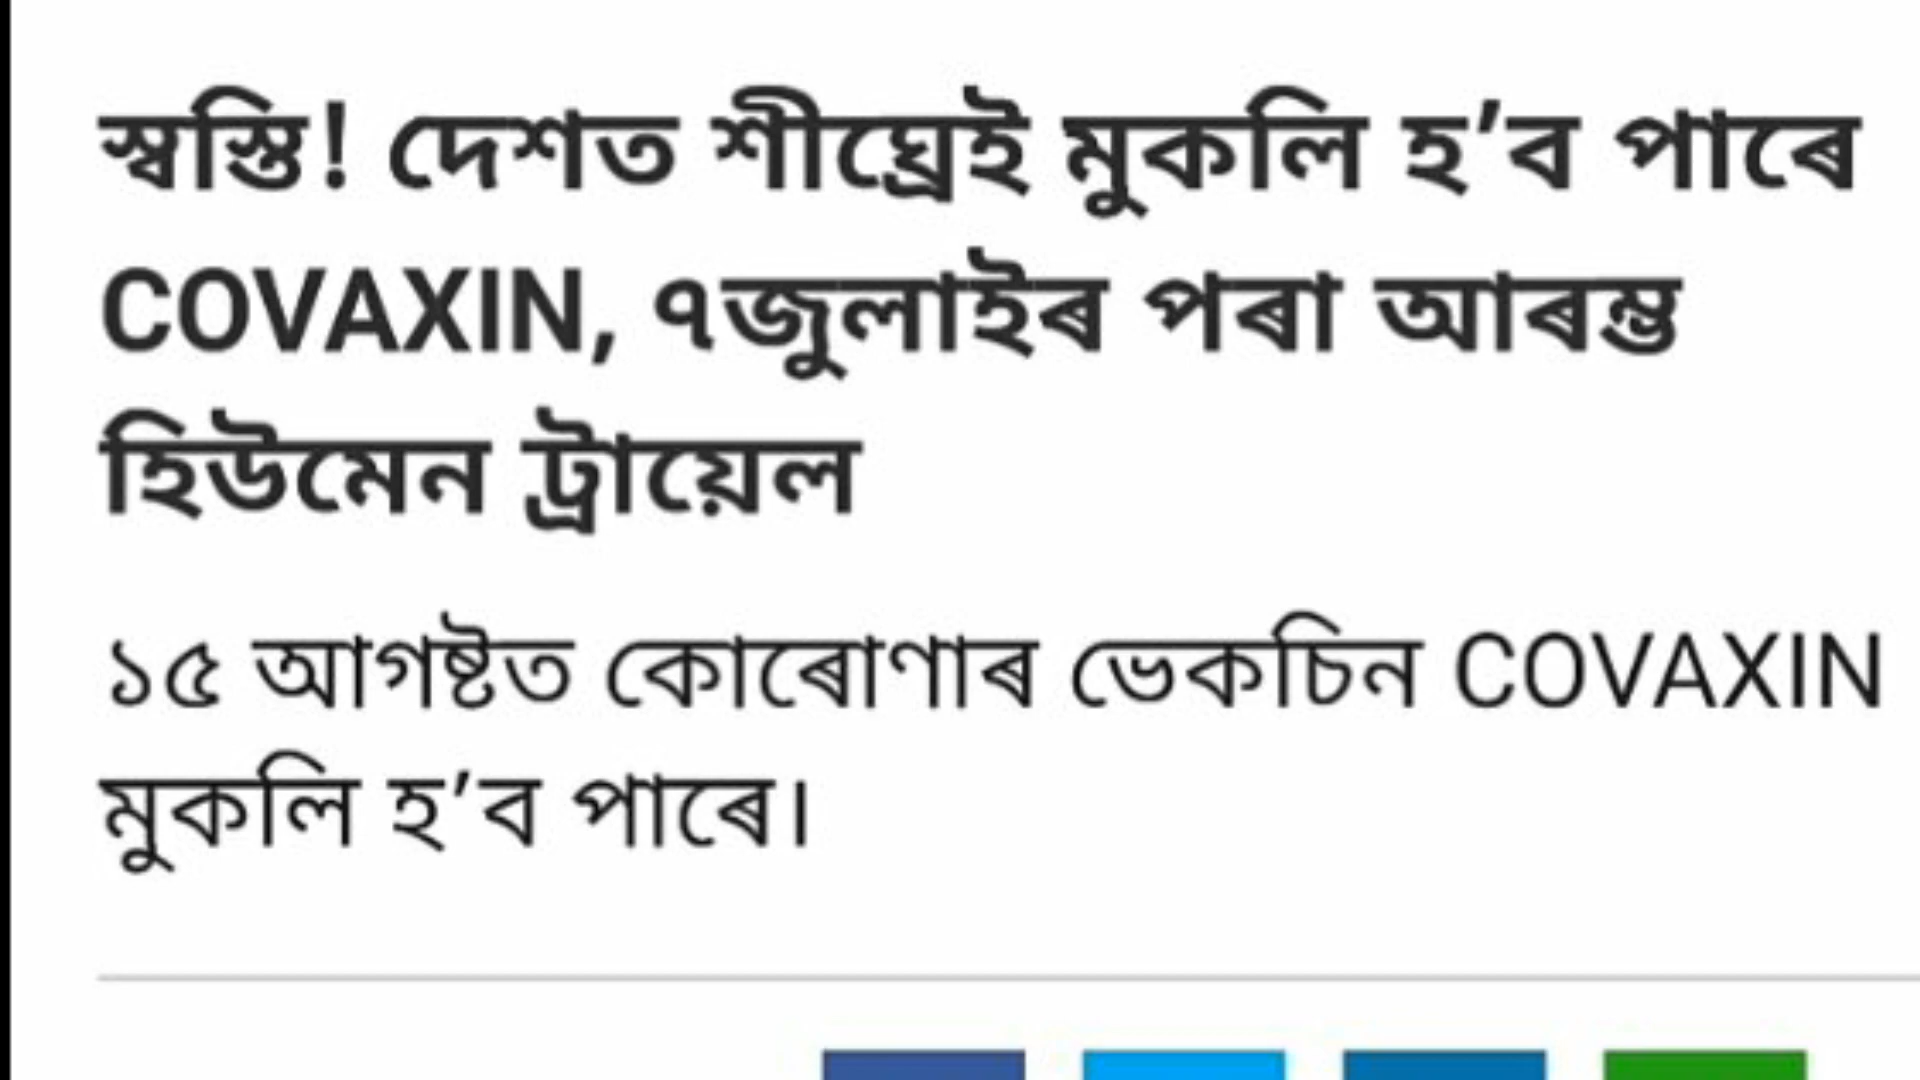 স্বস্তি! দেশত শীঘ্ৰেই মুকলি হ’ব পাৰে
COVAXIN, ৭জুলাইৰ পৰা আৰম্ভ
হিউমেন ট্ৰায়েল
১৫ আগষ্টত কোৰোণাৰ ভেকচিন COVAXIN
মুকলি হ’ব পাৰে।